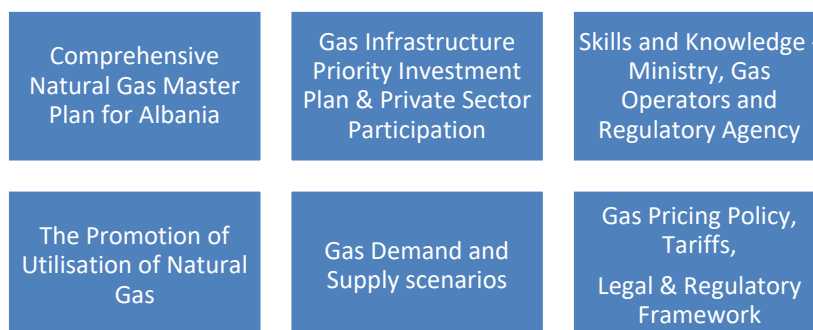 Comprehensive
Natural Gas Master
Plan for Albania
Gas Infrastructure
Priority Investment
Plan & Private Sector
Participation
Skills and Knowledge -
Ministry, Gas
Operators and
Regulatory Agency
The Promotion of
Utilisation of Natural
Gas
Gas Demand and
Supply scenarios
Gas Pricing Policy,
Tariffs,
Legal & Regulatory
Framework